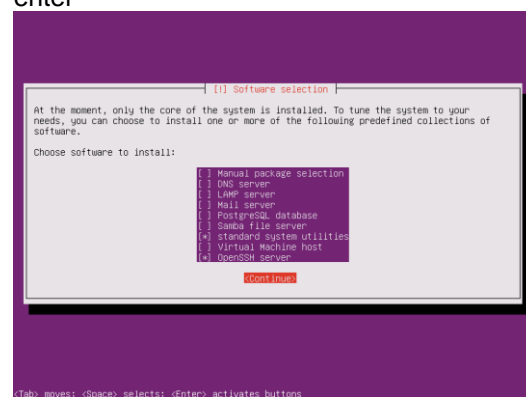 enter
[!] Software selection
At the moment, only the core of the system is installed. To tune the system to your
needs, you can choose to install one or more of the following predefined collections of
software.
Choose software to install:
[ ] Manual package selection
[ ] DNS server
[ ] LAMP server
[ ] Mail server
[ ] PostgreSQL database
[ ] Samba file server
[*] standard system utilities
[ ] Virtual Machine host
[*] OpenSSH server
<Continue>
<Tab> moves; <Space> selects; <Enter> activates buttons